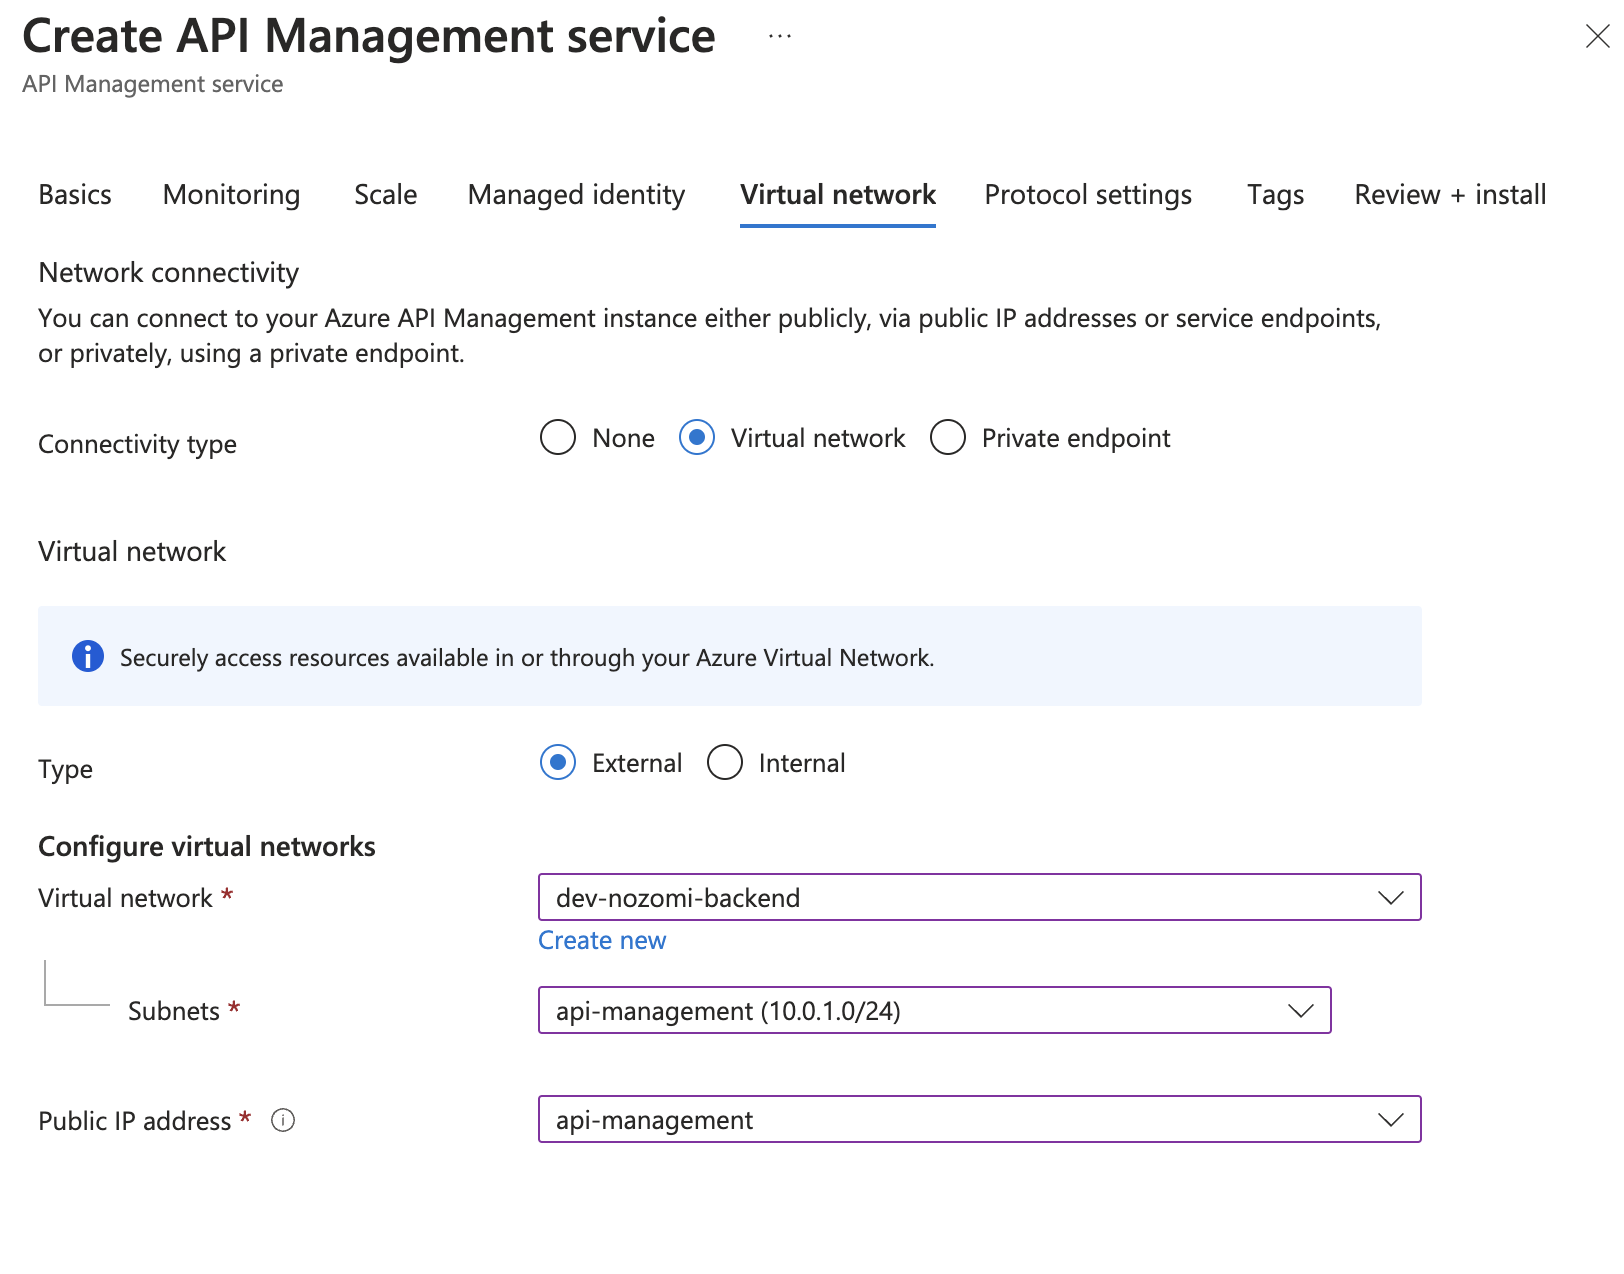 Create API Management service ...
API Management service
Basics Monitoring Scale Managed identity Virtual network Protocol settings Tags Review + install
Network connectivity
You can connect to your Azure API Management instance either publicly, via public IP addresses or service endpoints,
or privately, using a private endpoint.
Connectivity type None Virtual network Private endpoint
Virtual network
Securely access resources available in or through your Azure Virtual Network.
Type External Internal
Configure virtual networks
Virtual network * dev-nozomi-backend
Create new
Subnets * api-management (10.0.1.0/24)
Public IP address * api-management